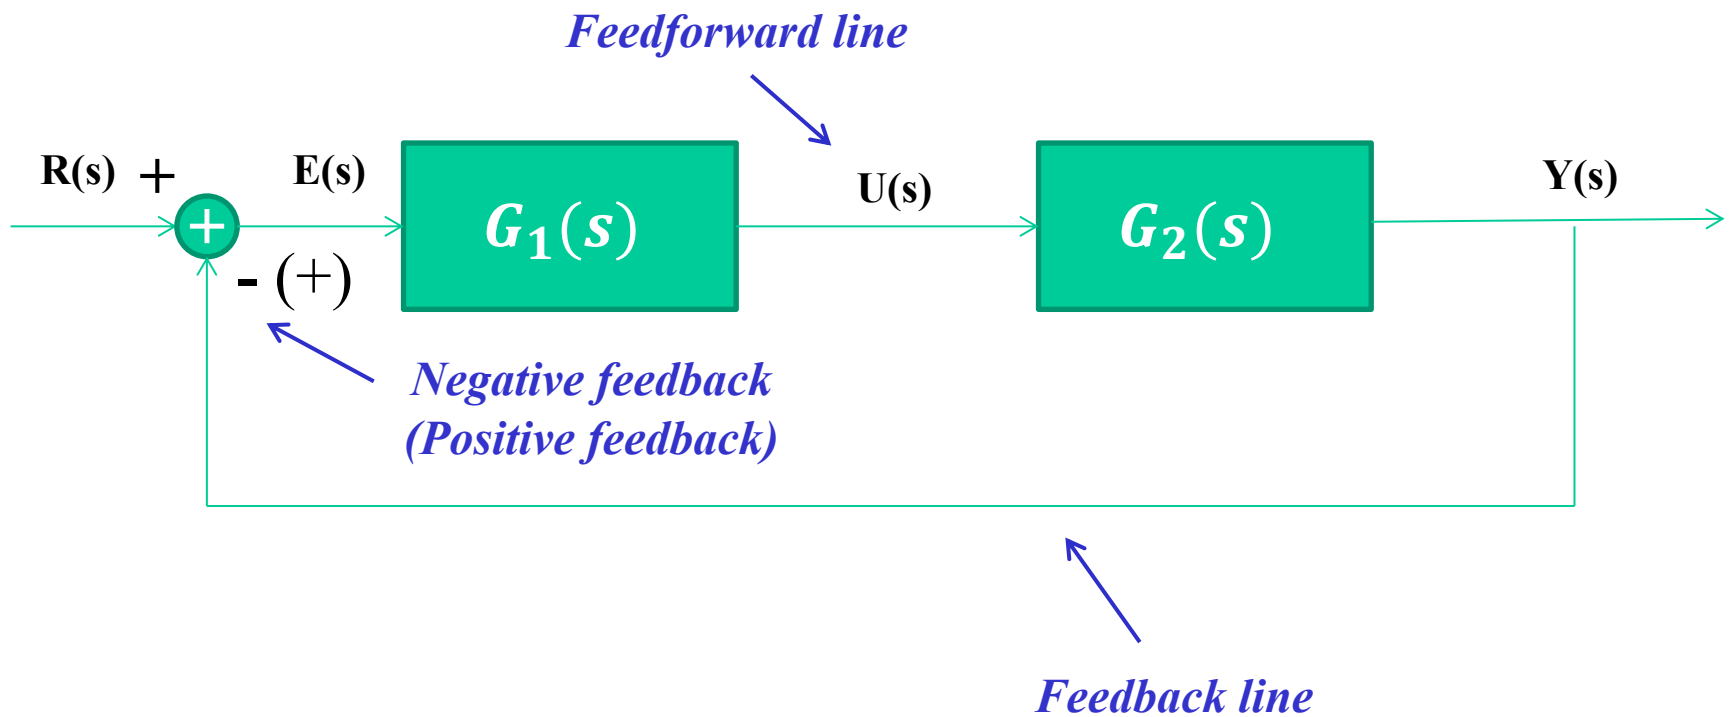 Feedforward line
R(s) +
E(s)
G₁(s)
U(s)
G₂(s)
Y(s)
+
- (+)
Negative feedback
(Positive feedback)
Feedback line